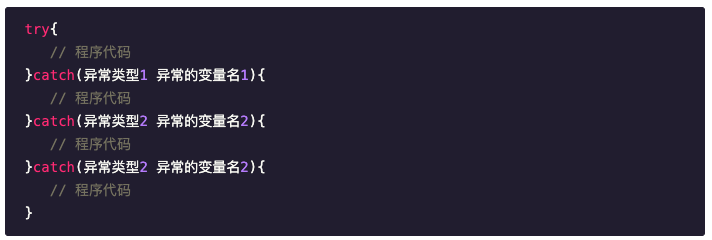 try{
   // 程序代码
}catch(异常类型1 异常的变量名1){
   // 程序代码
}catch(异常类型2 异常的变量名2){
   // 程序代码
}catch(异常类型2 异常的变量名2){
   // 程序代码
}